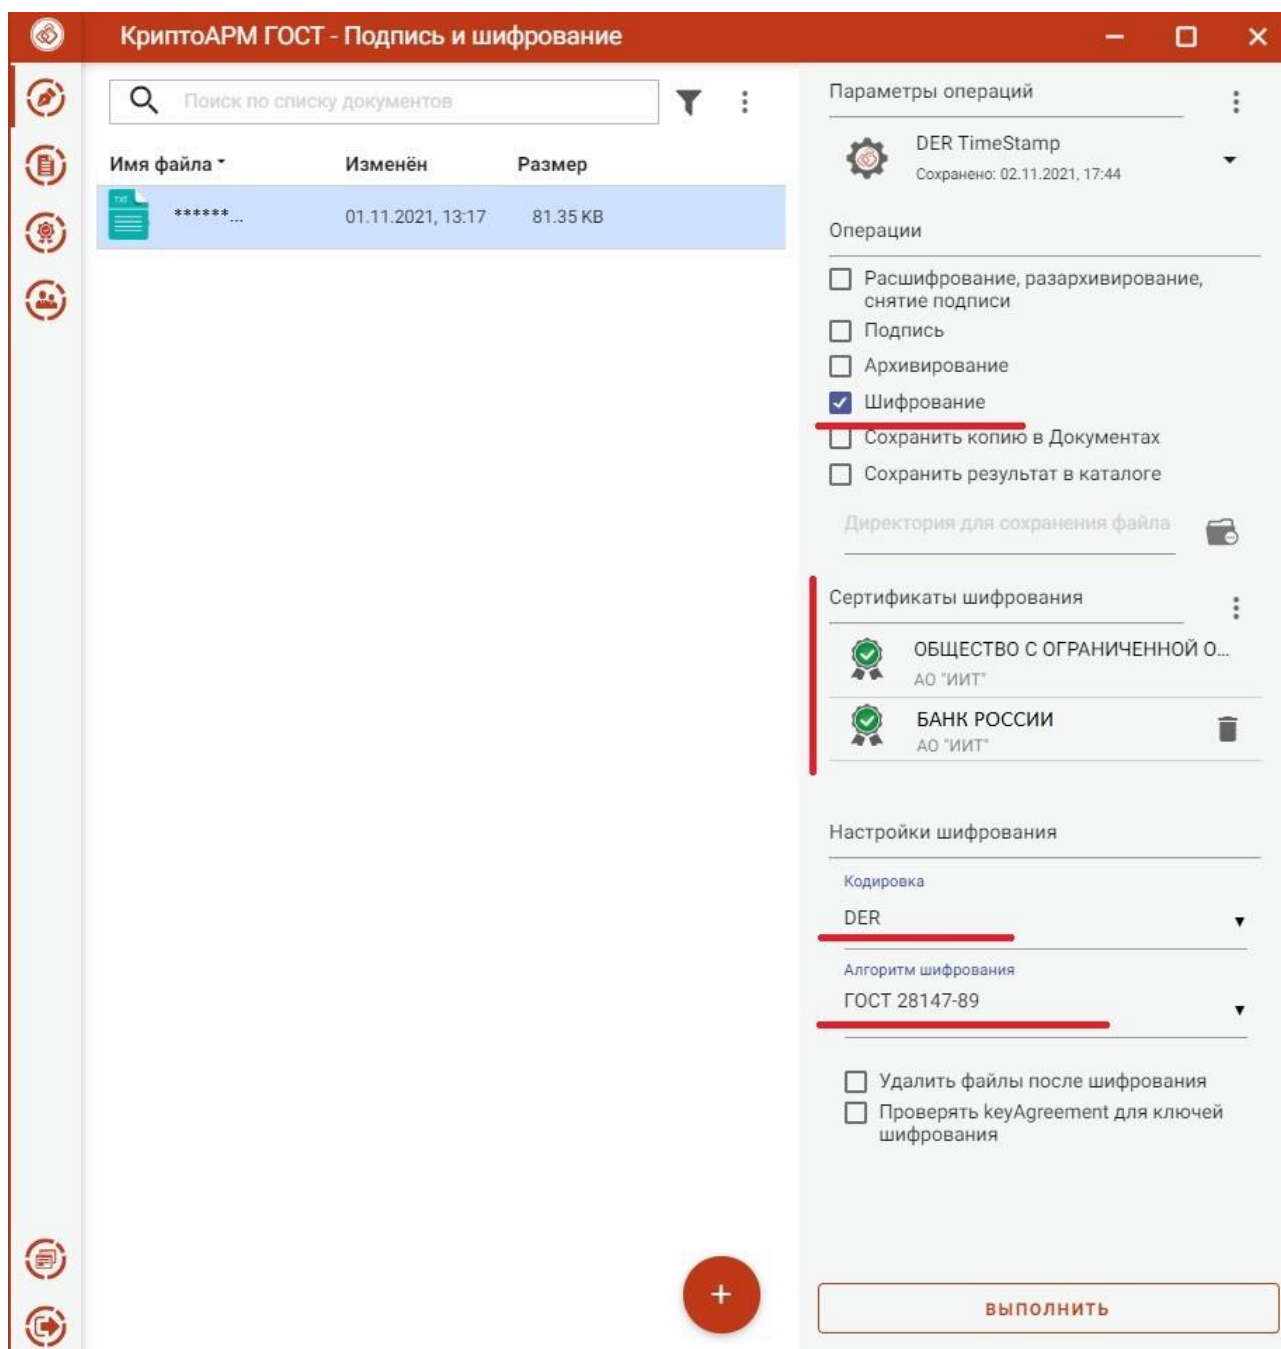 КриптоАРМ ГОСТ - Подпись и шифрование
Поиск по списку документов
Имя файла Изменён Размер
TXT
******... 01.11.2021, 13:17 81.35 KB
Параметры операций
DER TimeStamp
Сохранено: 02.11.2021, 17:44
Операции
Расшифрование, разархивирование,
снятие подписи
Подпись
Архивирование
Шифрование
Сохранить копию в Документах
Сохранить результат в каталоге
Директория для сохранения файла
Сертификаты шифрования
ОБЩЕСТВО С ОГРАНИЧЕННОЙ О...
АО "ИИТ"
БАНК РОССИИ
АО "ИИТ"
Настройки шифрования
Кодировка
DER
Алгоритм шифрования
ГОСТ 28147-89
Удалить файлы после шифрования
Проверять keyAgreement для ключей
шифрования
+
ВЫПОЛНИТЬ